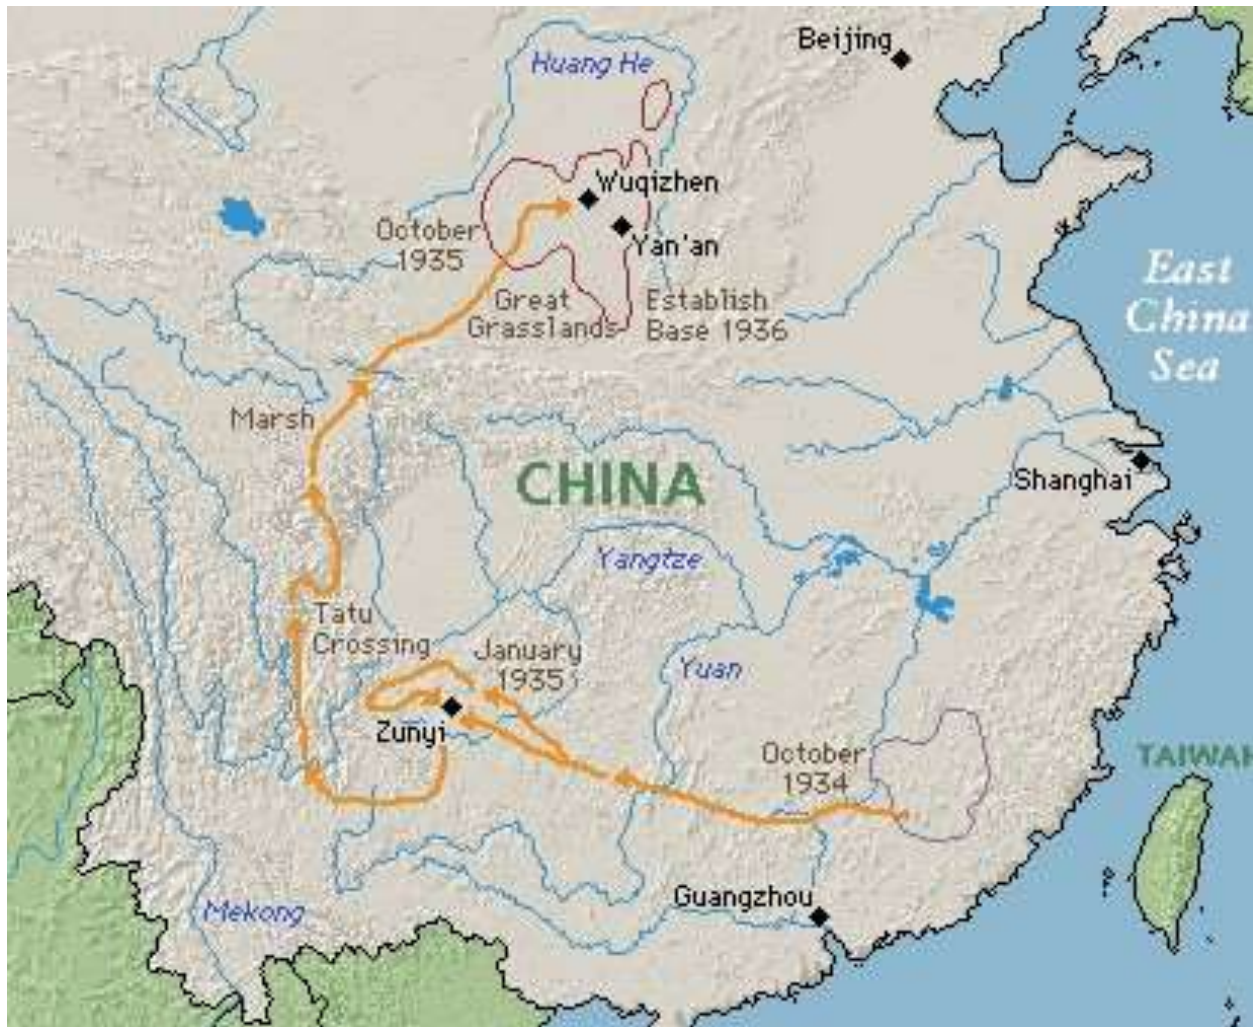 Beijing
Huang He
Wuqizhen
October
1935
Yan'an
Great
Grasslands
Establish
Base 1936
East
China
Sea
Marsh
CHINA
Shanghai
Yangtze
Tatu
Crossing
January
1935
Yuan
Zunyi
October
1934
TAIWAN
Guangzhou
Mekong